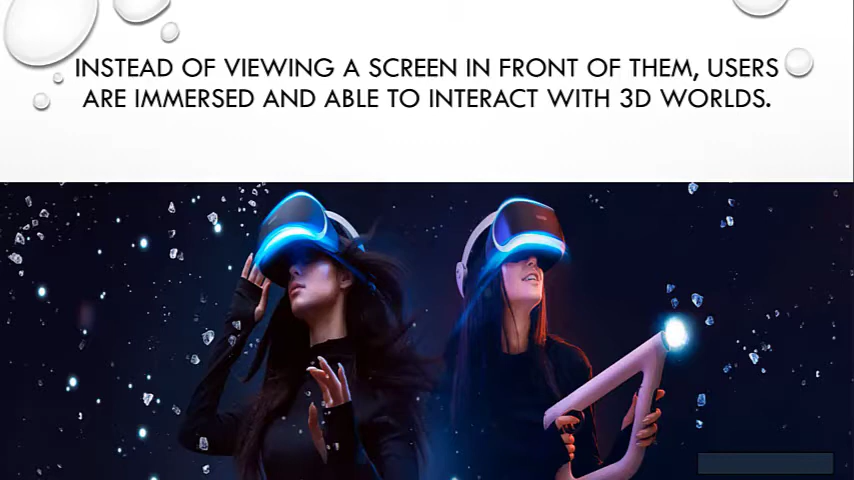 INSTEAD OF VIEWING A SCREEN IN FRONT OF THEM, USERS
ARE IMMERSED AND ABLE TO INTERACT WITH 3D WORLDS.